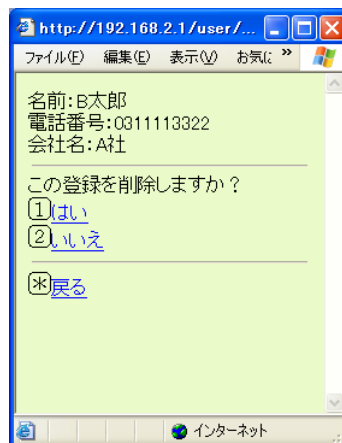 http://192.168.2.1/user/...
ファイル(F) 編集(E) 表示(V) お気に »
名前:B太郎
電話番号:0311113322
会社名:A社
この登録を削除しますか？
1はい
2いいえ
*戻る
インターネット